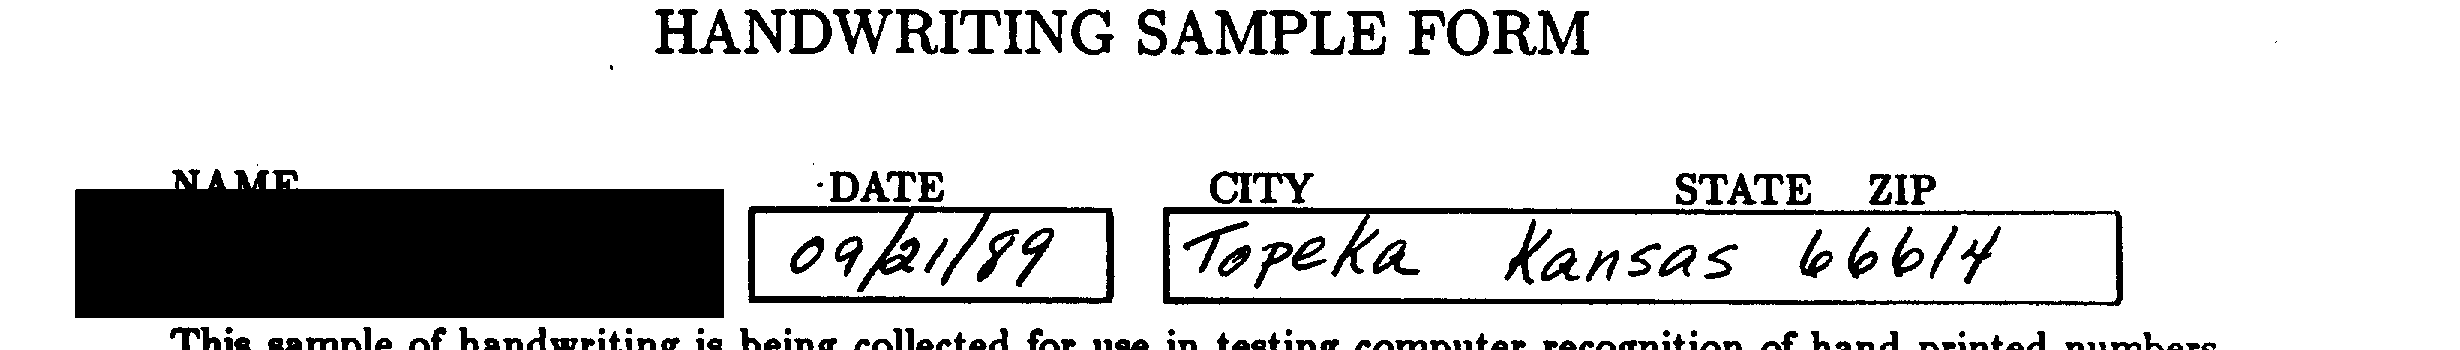 HANDWRITING SAMPLE FORM
NAME DATE CITY STATE ZIP
09/21/89 Topeka Kansas 66614
This sample of handwriting is being collected for use in testing computer recognition of hand printed numbers